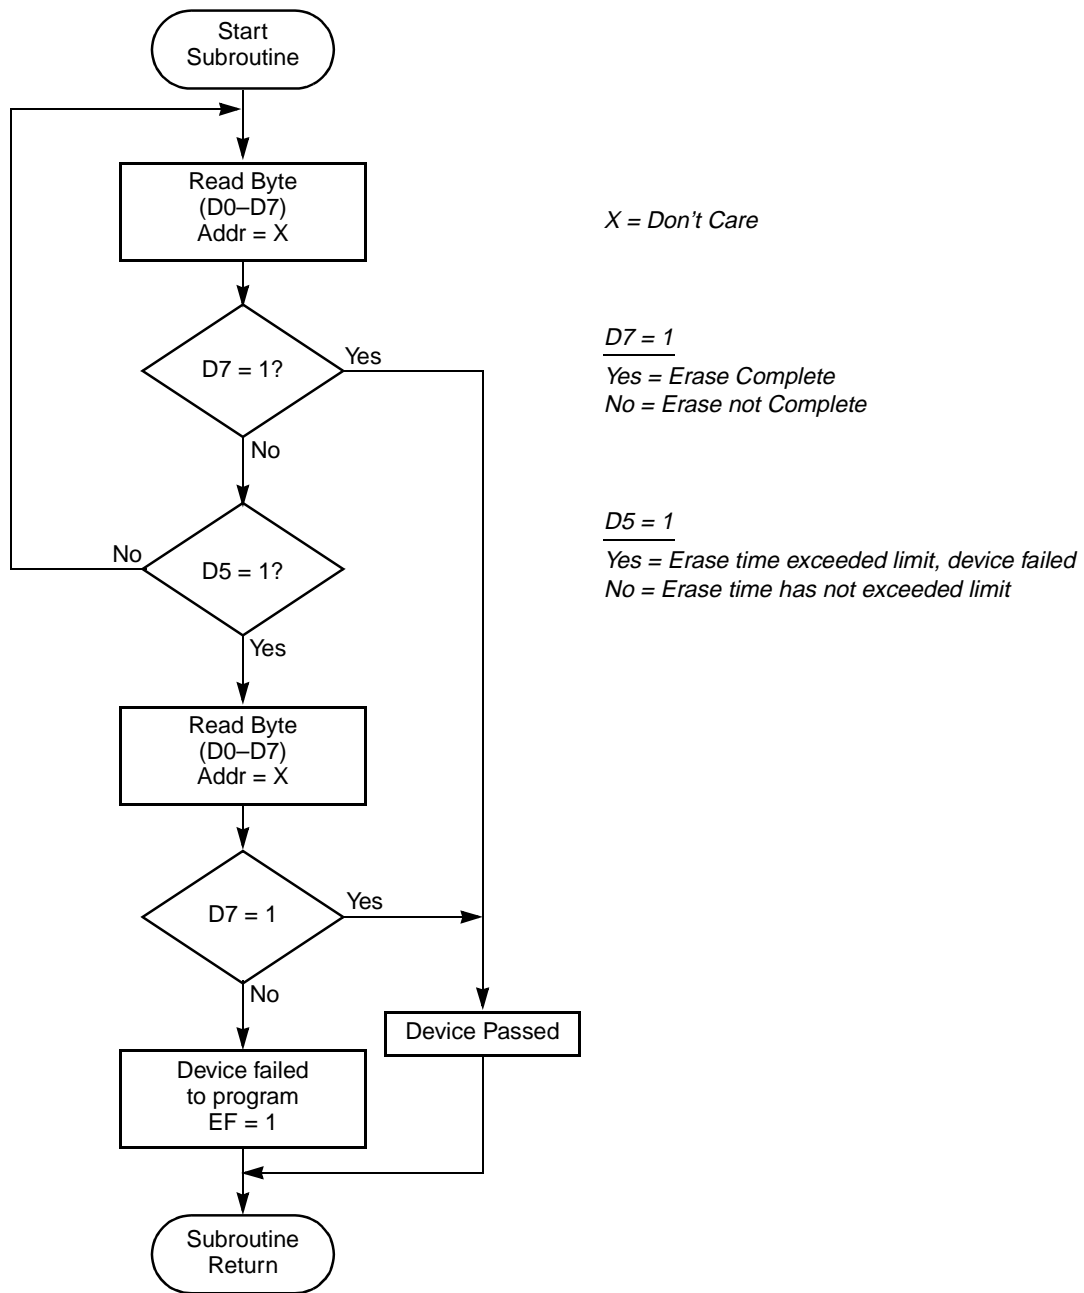 Start
Subroutine
Read Byte
(D0–D7)
Addr = X
X = Don't Care
D7 = 1?
Yes
No
D7 = 1
Yes = Erase Complete
No = Erase not Complete
D5 = 1?
No
Yes
D5 = 1
Yes = Erase time exceeded limit, device failed
No = Erase time has not exceeded limit
Read Byte
(D0–D7)
Addr = X
D7 = 1
Yes
No
Device Passed
Device failed
to program
EF = 1
Subroutine
Return